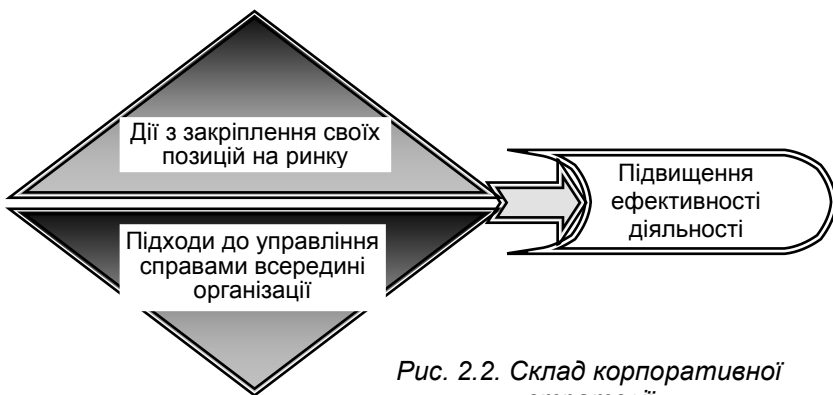 Дії з закріплення своїх
позицій на ринку
Підходи до управління
справами всередині
організації
Підвищення
ефективності
діяльності
Рис. 2.2. Склад корпоративної